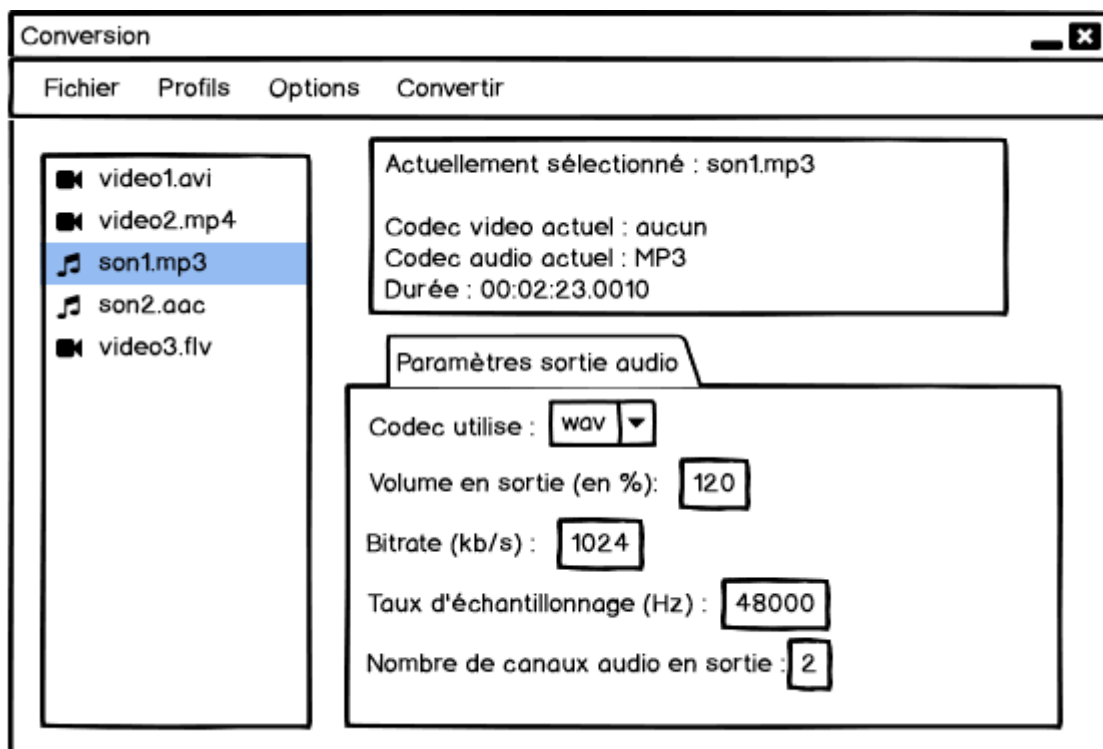 Conversion
Fichier Profils Options Convertir
video1.avi
video2.mp4
son1.mp3
son2.aac
video3.flv
Actuellement sélectionné : son1.mp3
Codec video actuel : aucun
Codec audio actuel : MP3
Durée : 00:02:23.0010
Paramètres sortie audio
Codec utilise : wav
Volume en sortie (en %): 120
Bitrate (kb/s) : 1024
Taux d'échantillonnage (Hz) : 48000
Nombre de canaux audio en sortie : 2